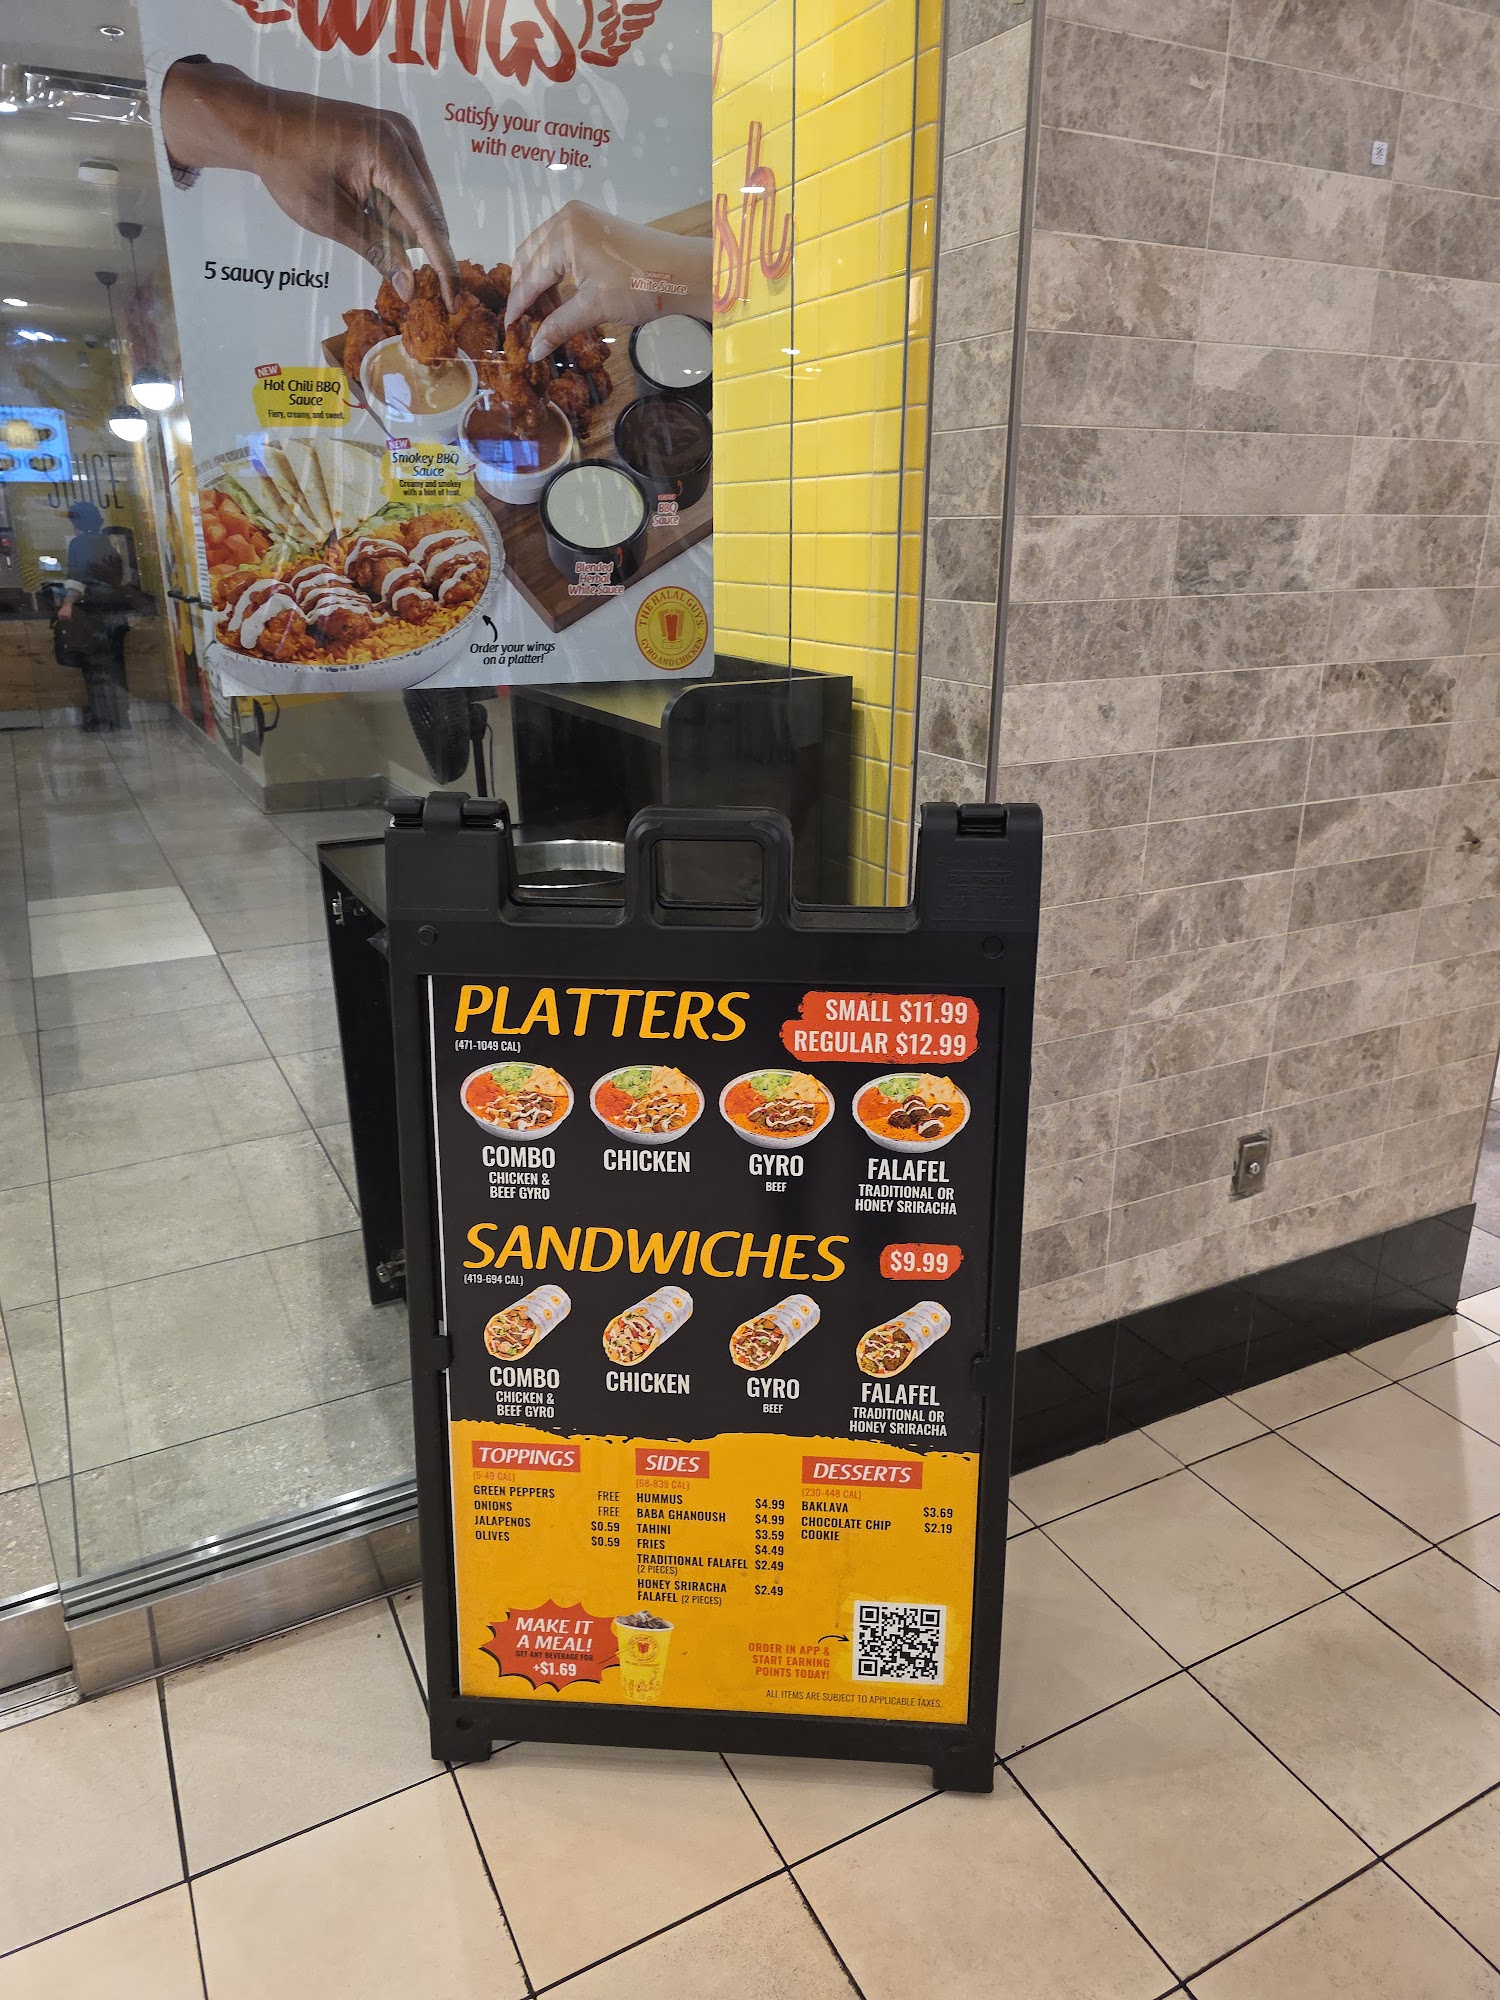 WINGS
Satisfy your cravings
with every bite.
5 saucy picks!
SIGNATURE
White Sauce
NEW
Hot Chili BBQ
Sauce
Fiery, creamy, and sweet.
NEW
Smokey BBQ
Sauce
Creamy and smokey
with a hint of heat.
BBQ
Sauce
Blended
Herbal
White Sauce
THE HALAL GUYS
GYRO AND CHICKEN
Order your wings
on a platter!
sh
SAUCE
PLATTERS
(471-1049 CAL)
SMALL $11.99
REGULAR $12.99
COMBO
CHICKEN &
BEEF GYRO
CHICKEN
GYRO
BEEF
FALAFEL
TRADITIONAL OR
HONEY SRIRACHA
SANDWICHES
(419-694 CAL)
$9.99
COMBO
CHICKEN &
BEEF GYRO
CHICKEN
GYRO
BEEF
FALAFEL
TRADITIONAL OR
HONEY SRIRACHA
TOPPINGS
(5-49 CAL)
GREEN PEPPERS FREE
ONIONS FREE
JALAPENOS $0.59
OLIVES $0.59
SIDES
(68-839 CAL)
HUMMUS $4.99
BABA GHANOUSH $4.99
TAHINI $3.59
FRIES $4.49
TRADITIONAL FALAFEL $2.49
(2 PIECES)
HONEY SRIRACHA $2.49
FALAFEL (2 PIECES)
DESSERTS
(230-448 CAL)
BAKLAVA $3.69
CHOCOLATE CHIP $2.19
COOKIE
MAKE IT
A MEAL!
GET ANY BEVERAGE FOR
+$1.69
ORDER IN APP &
START EARNING
POINTS TODAY!
ALL ITEMS ARE SUBJECT TO APPLICABLE TAXES.